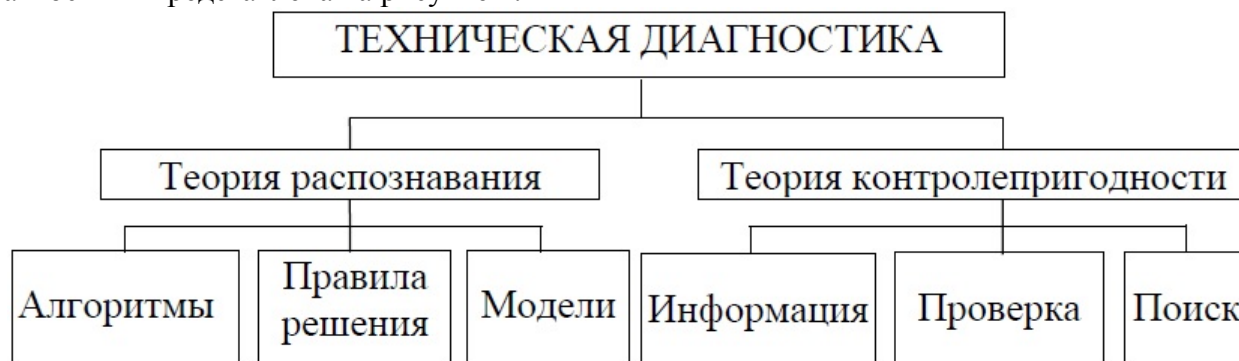 ТЕХНИЧЕСКАЯ ДИАГНОСТИКА
Теория распознавания
Теория контролепригодности
Алгоритмы
Правила
решения
Модели
Информация
Проверка
Поиск